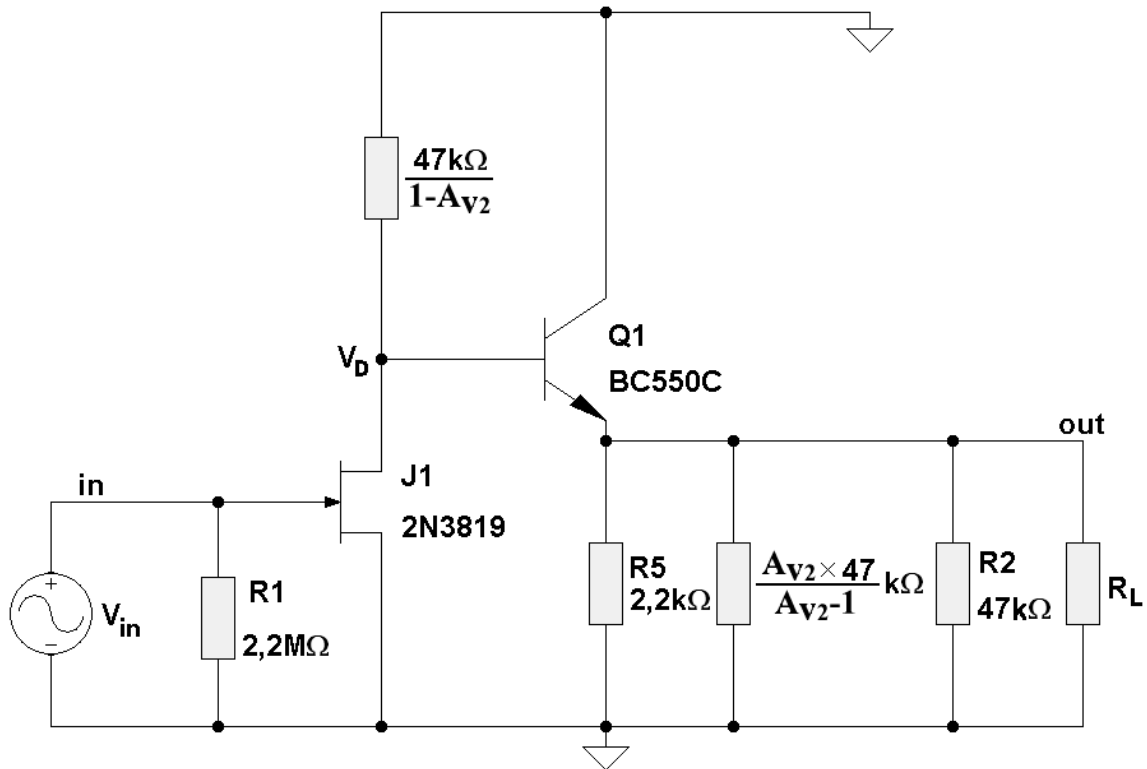 47kΩ
1-AV2
VD
Q1
BC550C
out
in
J1
2N3819
R1
2,2MΩ
Vin
+
−
R5
2,2kΩ
AV2×47
AV2-1
kΩ
R2
47kΩ
RL